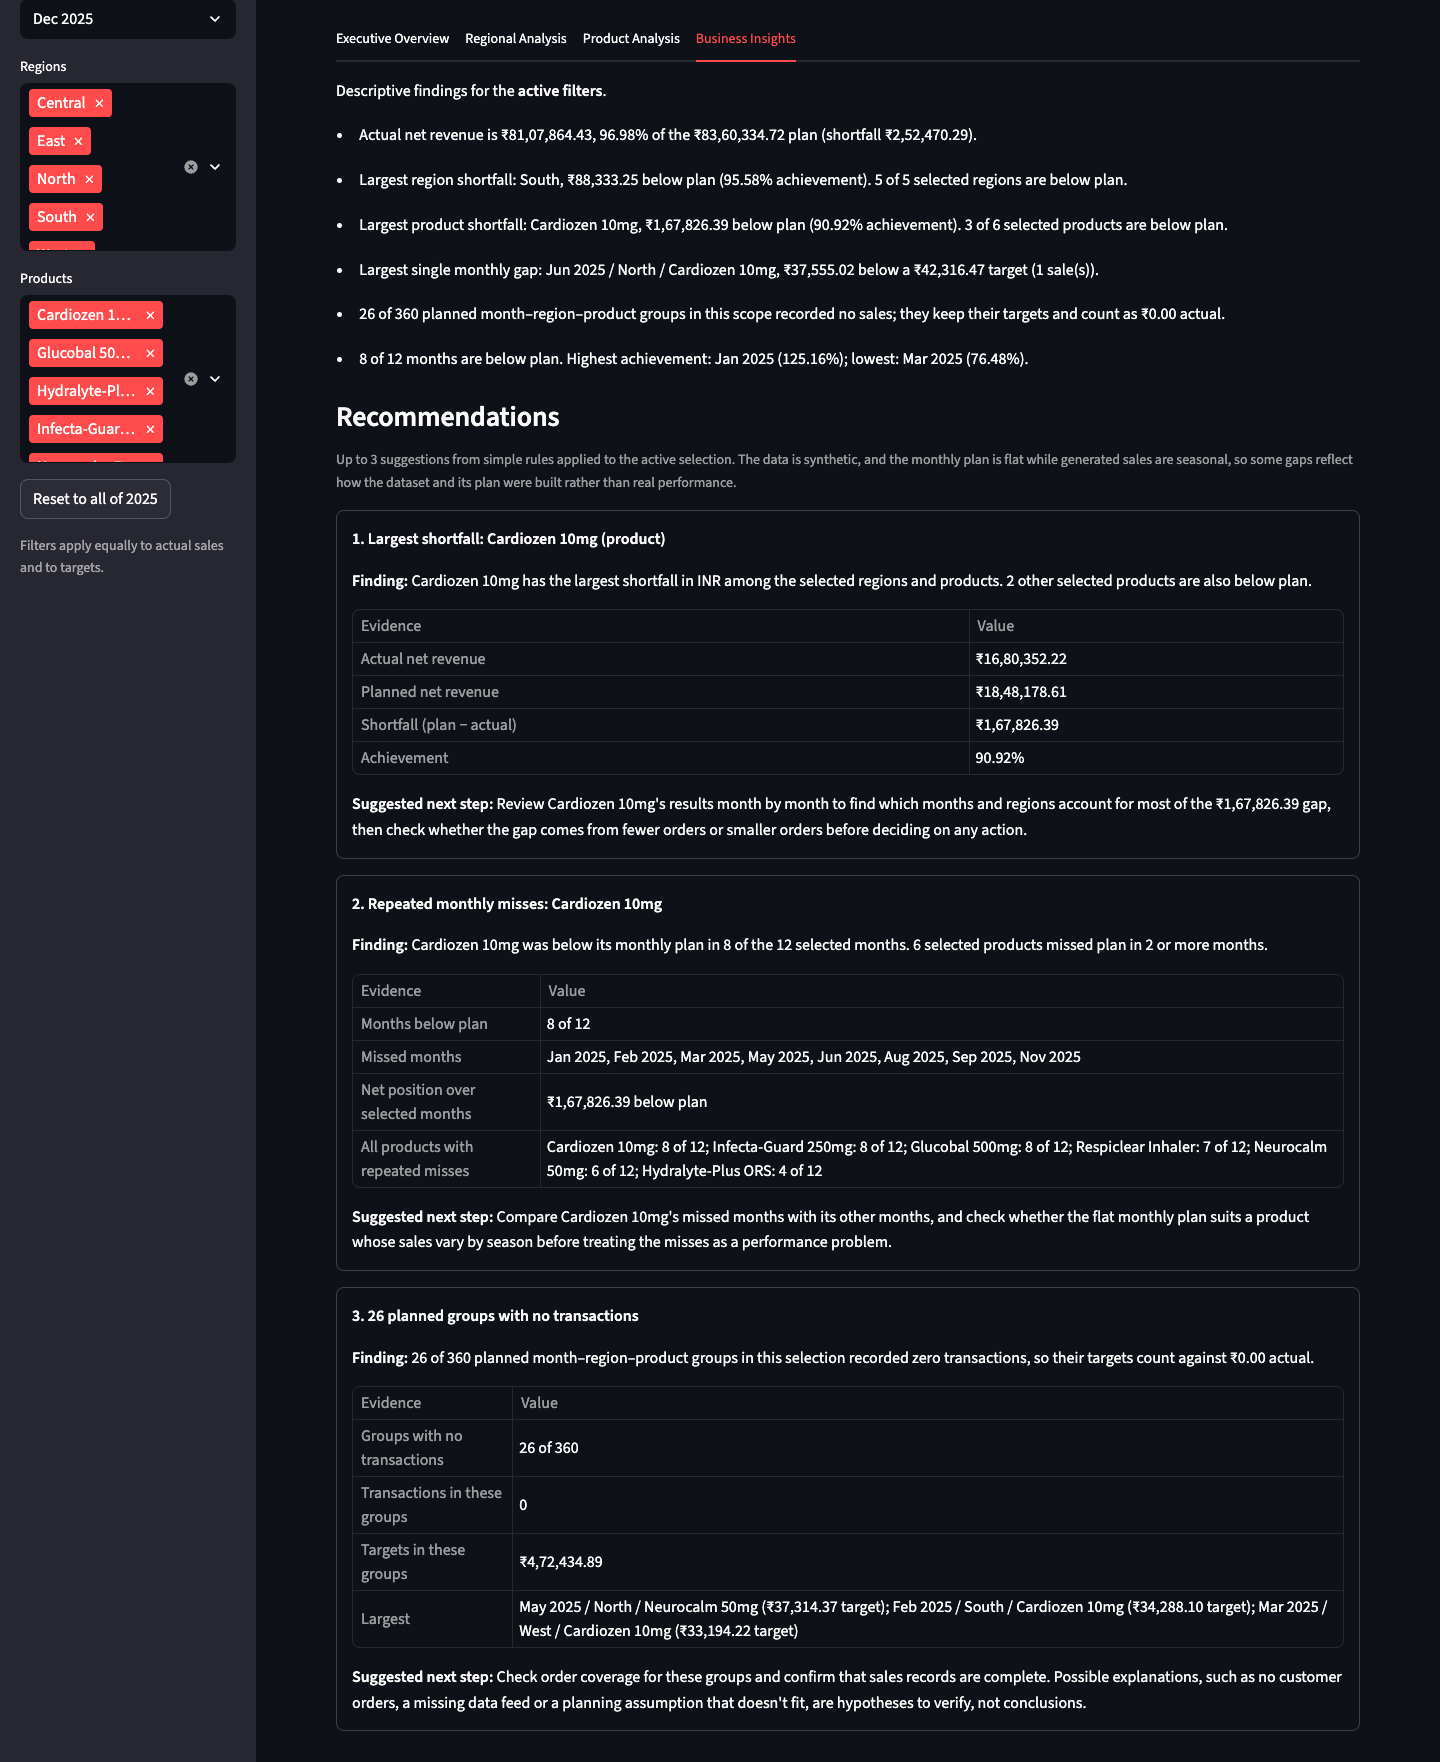 Dec 2025
Regions
Central ×
East ×
North ×
South ×
Products
Cardiozen 1... ×
Glucobal 50... ×
Hydralyte-Pl... ×
Infecta-Guar... ×
Reset to all of 2025
Filters apply equally to actual sales
and to targets.
Executive Overview Regional Analysis Product Analysis Business Insights
Descriptive findings for the active filters.
• Actual net revenue is ₹81,07,864.43, 96.98% of the ₹83,60,334.72 plan (shortfall ₹2,52,470.29).
• Largest region shortfall: South, ₹88,333.25 below plan (95.58% achievement). 5 of 5 selected regions are below plan.
• Largest product shortfall: Cardiozen 10mg, ₹1,67,826.39 below plan (90.92% achievement). 3 of 6 selected products are below plan.
• Largest single monthly gap: Jun 2025 / North / Cardiozen 10mg, ₹37,555.02 below a ₹42,316.47 target (1 sale(s)).
• 26 of 360 planned month–region–product groups in this scope recorded no sales; they keep their targets and count as ₹0.00 actual.
• 8 of 12 months are below plan. Highest achievement: Jan 2025 (125.16%); lowest: Mar 2025 (76.48%).
Recommendations
Up to 3 suggestions from simple rules applied to the active selection. The data is synthetic, and the monthly plan is flat while generated sales are seasonal, so some gaps reflect
how the dataset and its plan were built rather than real performance.
1. Largest shortfall: Cardiozen 10mg (product)
Finding: Cardiozen 10mg has the largest shortfall in INR among the selected regions and products. 2 other selected products are also below plan.
Evidence Value
Actual net revenue ₹16,80,352.22
Planned net revenue ₹18,48,178.61
Shortfall (plan − actual) ₹1,67,826.39
Achievement 90.92%
Suggested next step: Review Cardiozen 10mg's results month by month to find which months and regions account for most of the ₹1,67,826.39 gap,
then check whether the gap comes from fewer orders or smaller orders before deciding on any action.
2. Repeated monthly misses: Cardiozen 10mg
Finding: Cardiozen 10mg was below its monthly plan in 8 of the 12 selected months. 6 selected products missed plan in 2 or more months.
Evidence Value
Months below plan 8 of 12
Missed months Jan 2025, Feb 2025, Mar 2025, May 2025, Jun 2025, Aug 2025, Sep 2025, Nov 2025
Net position over
selected months ₹1,67,826.39 below plan
All products with
repeated misses
Cardiozen 10mg: 8 of 12; Infecta-Guard 250mg: 8 of 12; Glucobal 500mg: 8 of 12; Respiclear Inhaler: 7 of 12; Neurocalm
50mg: 6 of 12; Hydralyte-Plus ORS: 4 of 12
Suggested next step: Compare Cardiozen 10mg's missed months with its other months, and check whether the flat monthly plan suits a product
whose sales vary by season before treating the misses as a performance problem.
3. 26 planned groups with no transactions
Finding: 26 of 360 planned month–region–product groups in this selection recorded zero transactions, so their targets count against ₹0.00 actual.
Evidence Value
Groups with no
transactions 26 of 360
Transactions in these
groups 0
Targets in these
groups ₹4,72,434.89
Largest
May 2025 / North / Neurocalm 50mg (₹37,314.37 target); Feb 2025 / South / Cardiozen 10mg (₹34,288.10 target); Mar 2025 /
West / Cardiozen 10mg (₹33,194.22 target)
Suggested next step: Check order coverage for these groups and confirm that sales records are complete. Possible explanations, such as no customer
orders, a missing data feed or a planning assumption that doesn't fit, are hypotheses to verify, not conclusions.